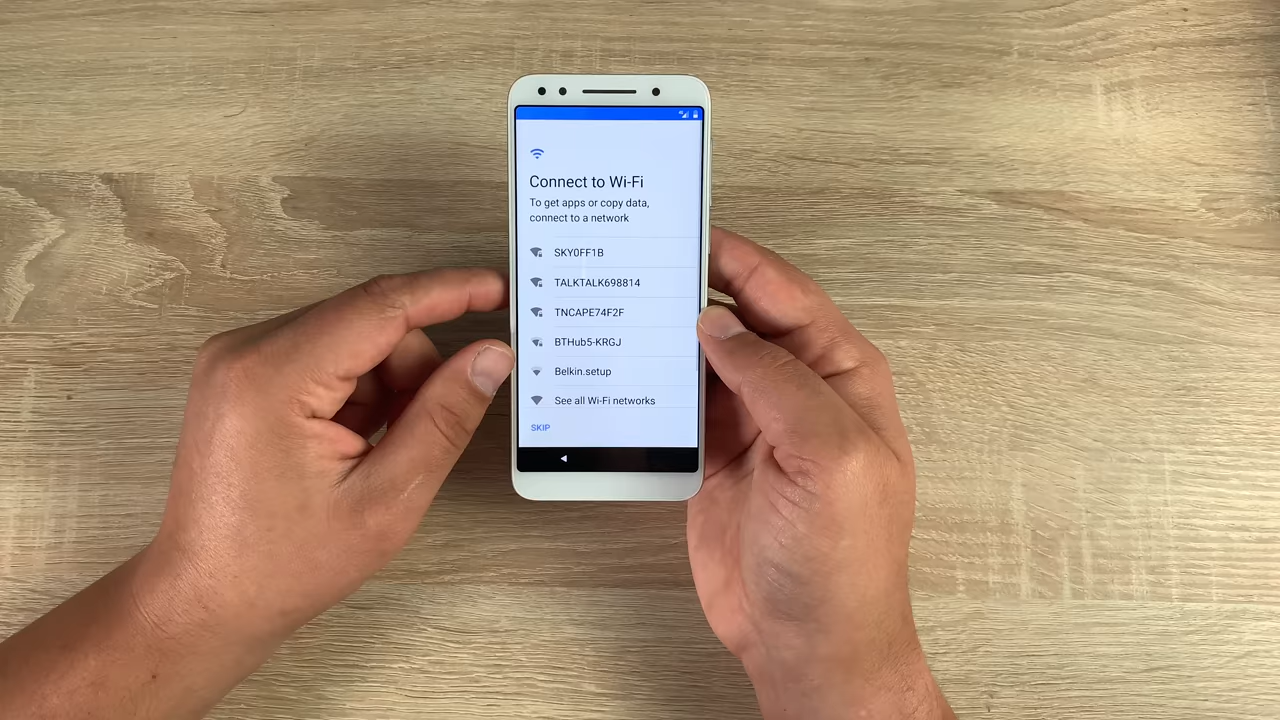 Connect to Wi-Fi
To get apps or copy data,
connect to a network
SKY0FF1B
TALKTALK698814
TNCAPE74F2F
BTHub5-KRGJ
Belkin.setup
See all Wi-Fi networks
SKIP